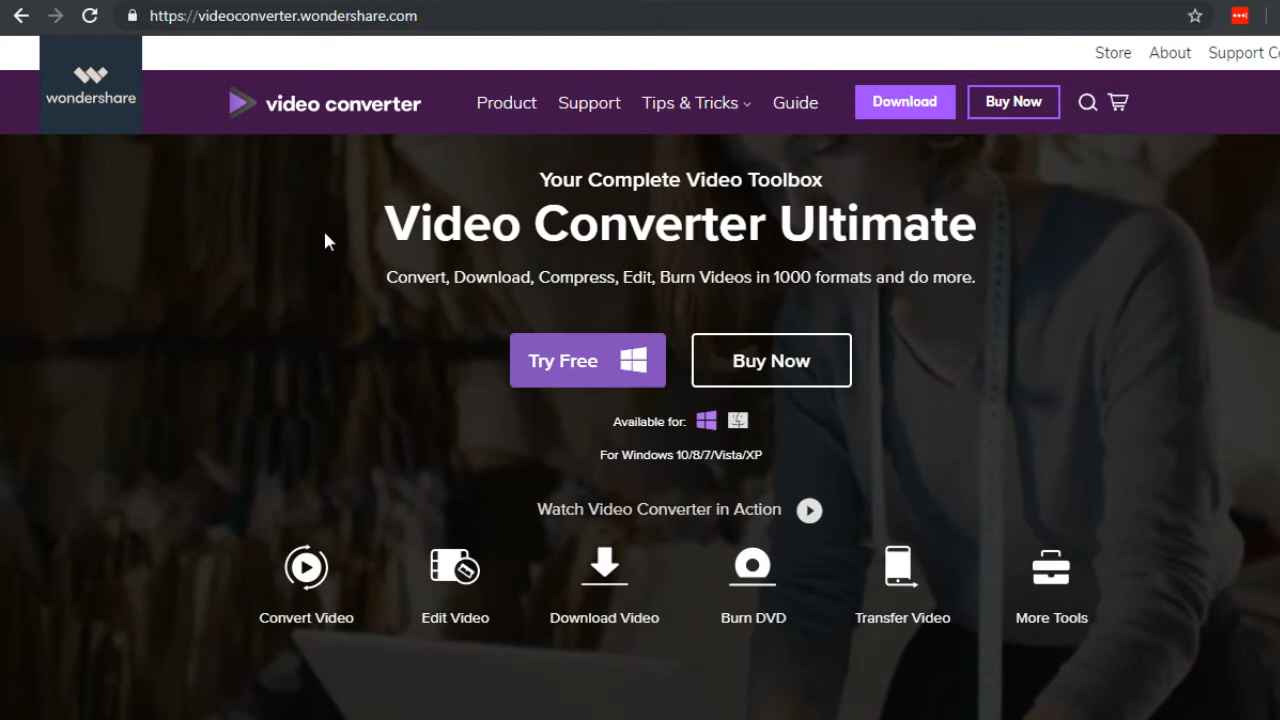 https://videoconverter.wondershare.com
Store About Support C
wondershare
video converter Product Support Tips & Tricks Guide Download Buy Now
Your Complete Video Toolbox
Video Converter Ultimate
Convert, Download, Compress, Edit, Burn Videos in 1000 formats and do more.
Try Free Buy Now
Available for:
For Windows 10/8/7/Vista/XP
Watch Video Converter in Action
Convert Video Edit Video Download Video Burn DVD Transfer Video More Tools